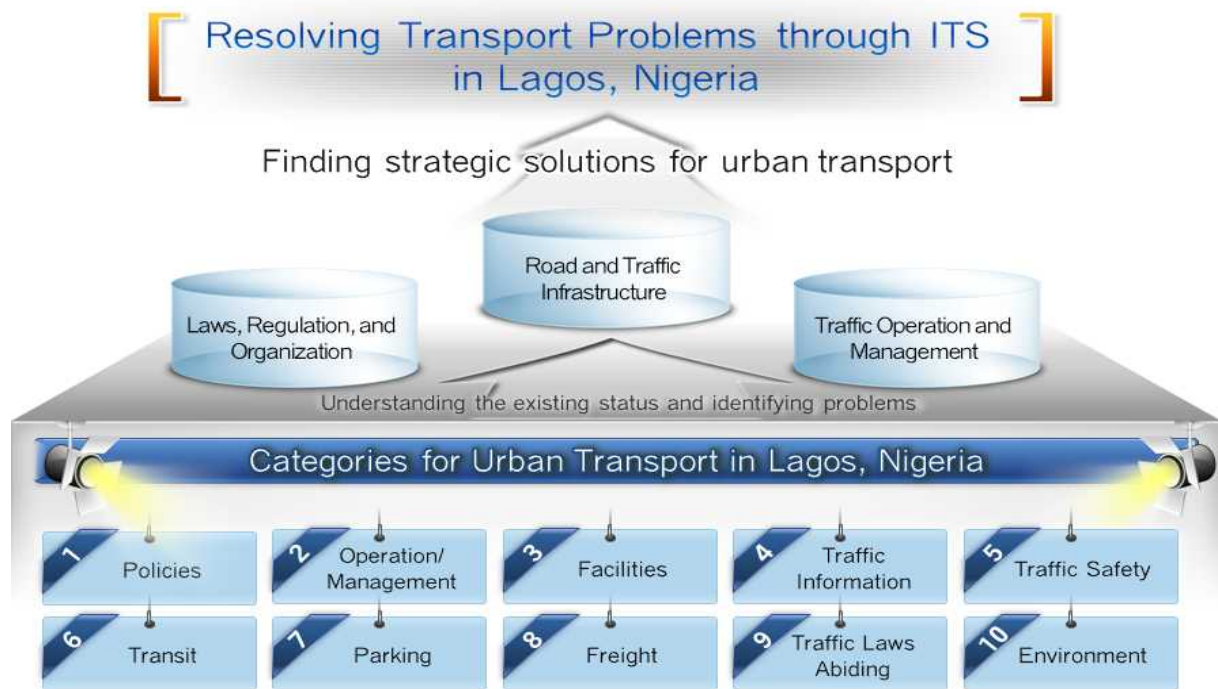 Resolving Transport Problems through ITS
in Lagos, Nigeria
Finding strategic solutions for urban transport
Road and Traffic
Infrastructure
Laws, Regulation, and
Organization
Traffic Operation and
Management
Understanding the existing status and identifying problems
Categories for Urban Transport in Lagos, Nigeria
1
Policies
2
Operation/
Management
3
Facilities
4
Traffic
Information
5
Traffic Safety
6
Transit
7
Parking
8
Freight
9
Traffic Laws
Abiding
10
Environment